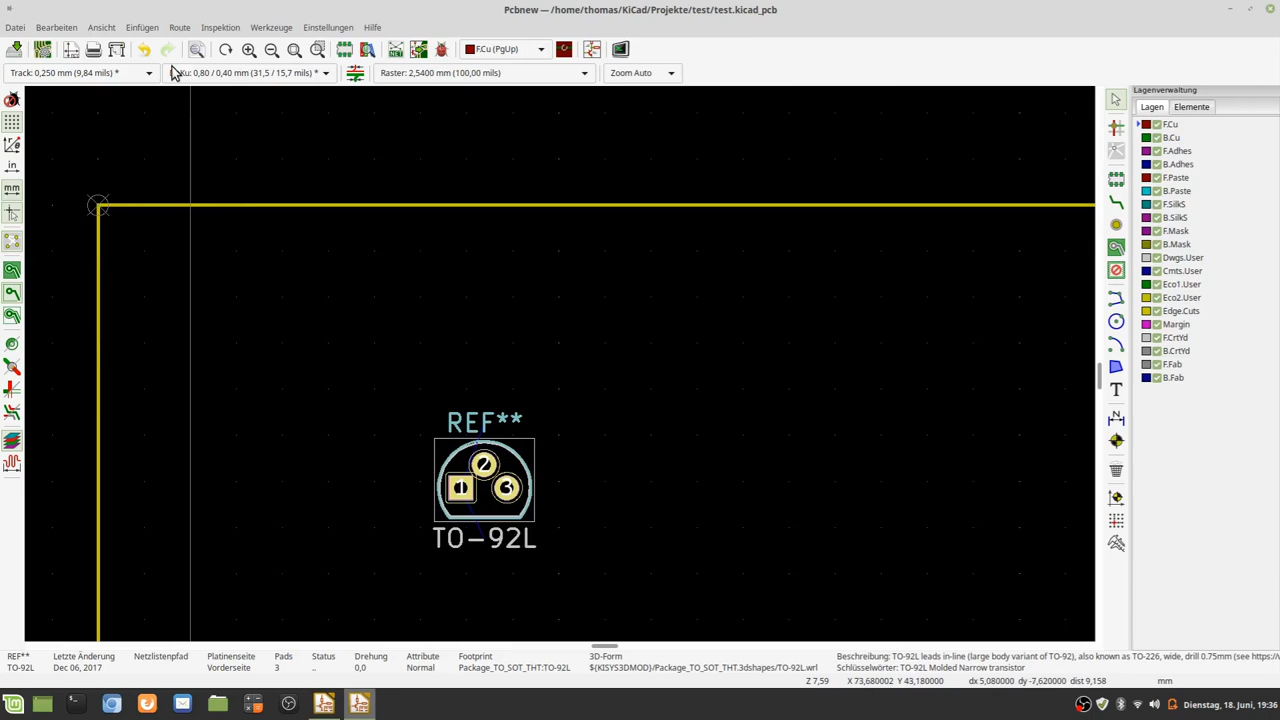 Pcbnew — /home/thomas/KiCad/Projekte/test/test.kicad_pcb
Datei Bearbeiten Ansicht Einfügen Route Inspektion Werkzeuge Einstellungen Hilfe
NET F.Cu (PgUp)
Track: 0,250 mm (9,84 mils) * Ku: 0,80 / 0,40 mm (31,5 / 15,7 mils) * Raster: 2,5400 mm (100,00 mils) Zoom Auto
Lagenverwaltung
Lagen Elemente
F.Cu
B.Cu
F.Adhes
in
B.Adhes
F.Paste
mm
B.Paste
F.SilkS
B.SilkS
F.Mask
B.Mask
Dwgs.User
Cmts.User
Eco1.User
Eco2.User
Edge.Cuts
Margin
F.CrtYd
B.CrtYd
F.Fab
B.Fab
T
N
REF**
2
1 3
TO-92L
REF** Letzte Änderung Netzlistenpfad Platinenseite Pads Status Drehung Attribute Footprint 3D-Form Beschreibung: TO-92L leads in-line (large body variant of TO-92), also known as TO-226, wide, drill 0.75mm (see https://
TO-92L Dec 06, 2017 Vorderseite 3 .. 0,0 Normal Package_TO_SOT_THT:TO-92L ${KISYS3DMOD}/Package_TO_SOT_THT.3dshapes/TO-92L.wrl Schlüsselwörter: TO-92L Molded Narrow transistor
Z 7,59 X 73,680002 Y 43,180000 dx 5,080000 dy -7,620000 dist 9,158 mm
Dienstag, 18. Juni, 19:36